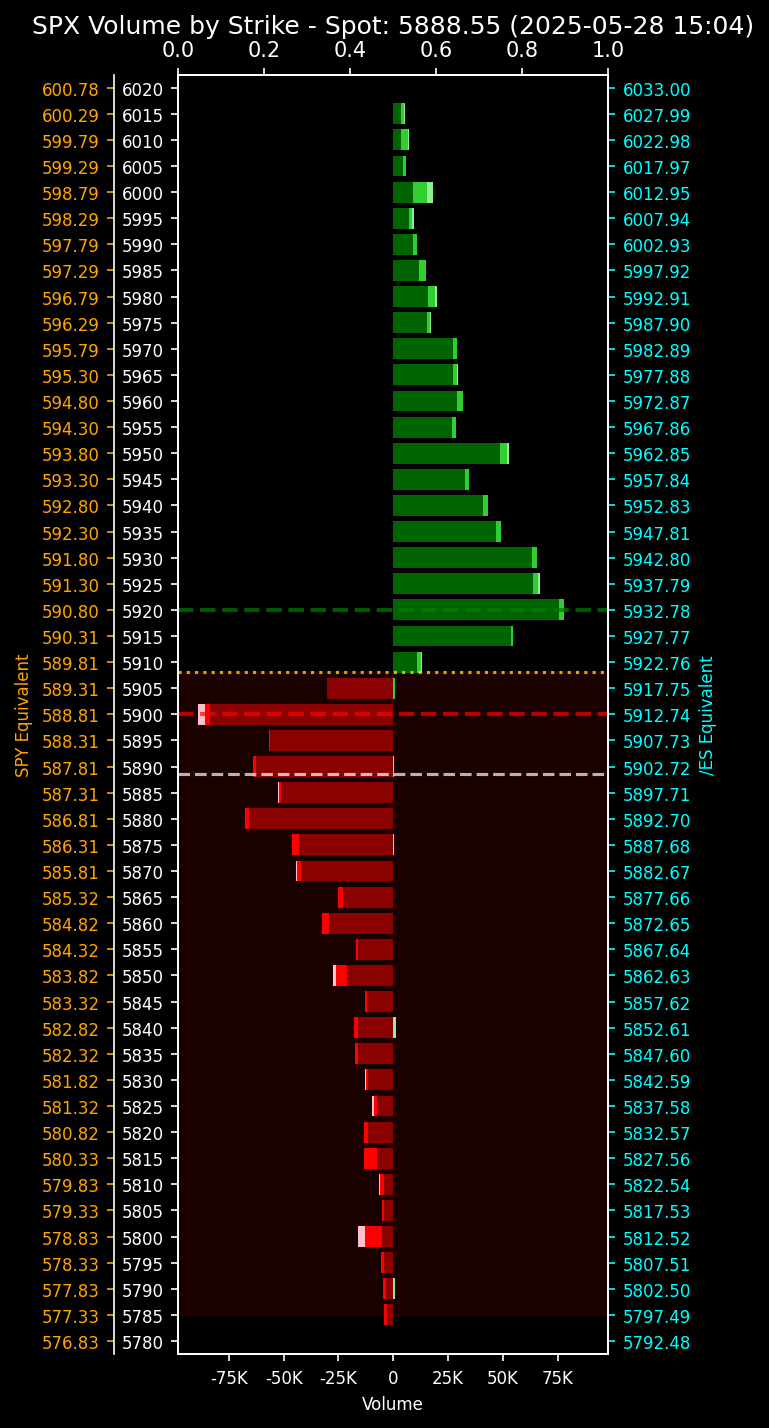 SPX Volume by Strike - Spot: 5888.55 (2025-05-28 15:04)
0.0 0.2 0.4 0.6 0.8 1.0
600.78 6020 6033.00
600.29 6015 6027.99
599.79 6010 6022.98
599.29 6005 6017.97
598.79 6000 6012.95
598.29 5995 6007.94
597.79 5990 6002.93
597.29 5985 5997.92
596.79 5980 5992.91
596.29 5975 5987.90
595.79 5970 5982.89
595.30 5965 5977.88
594.80 5960 5972.87
594.30 5955 5967.86
593.80 5950 5962.85
593.30 5945 5957.84
592.80 5940 5952.83
592.30 5935 5947.81
591.80 5930 5942.80
591.30 5925 5937.79
590.80 5920 5932.78
590.31 5915 5927.77
589.81 5910 5922.76
589.31 5905 5917.75
588.81 5900 5912.74
588.31 5895 5907.73
587.81 5890 5902.72
587.31 5885 5897.71
586.81 5880 5892.70
586.31 5875 5887.68
585.81 5870 5882.67
585.32 5865 5877.66
584.82 5860 5872.65
584.32 5855 5867.64
583.82 5850 5862.63
583.32 5845 5857.62
582.82 5840 5852.61
582.32 5835 5847.60
581.82 5830 5842.59
581.32 5825 5837.58
580.82 5820 5832.57
580.33 5815 5827.56
579.83 5810 5822.54
579.33 5805 5817.53
578.83 5800 5812.52
578.33 5795 5807.51
577.83 5790 5802.50
577.33 5785 5797.49
576.83 5780 5792.48
SPY Equivalent
/ES Equivalent
-75K -50K -25K 0 25K 50K 75K
Volume